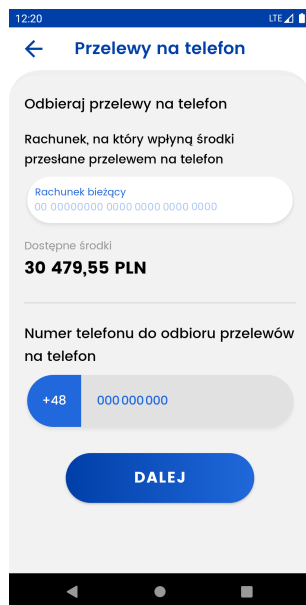 12:20 LTE
Przelewy na telefon
Odbieraj przelewy na telefon
Rachunek, na który wpłyną środki
przesłane przelewem na telefon
Rachunek bieżący
00 00000000 0000 0000 0000 0000
Dostępne środki
30 479,55 PLN
Numer telefonu do odbioru przelewów
na telefon
+48 000 000 000
DALEJ